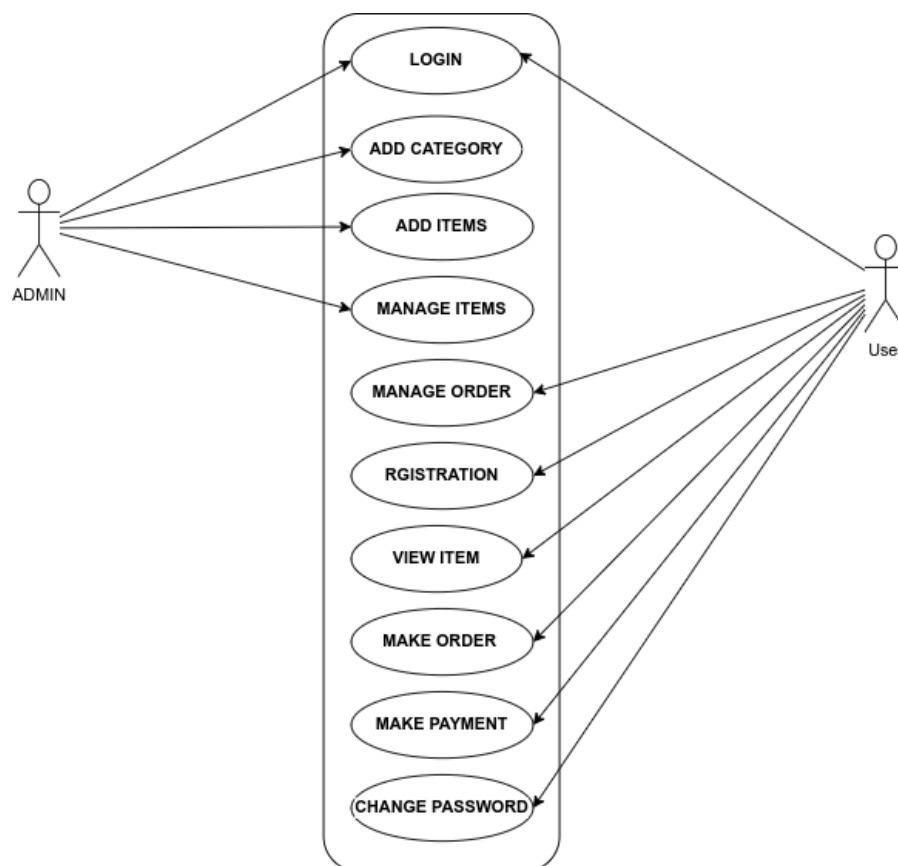 LOGIN
ADD CATEGORY
ADD ITEMS
ADMIN
MANAGE ITEMS
Use
MANAGE ORDER
RGISTRATION
VIEW ITEM
MAKE ORDER
MAKE PAYMENT
CHANGE PASSWORD